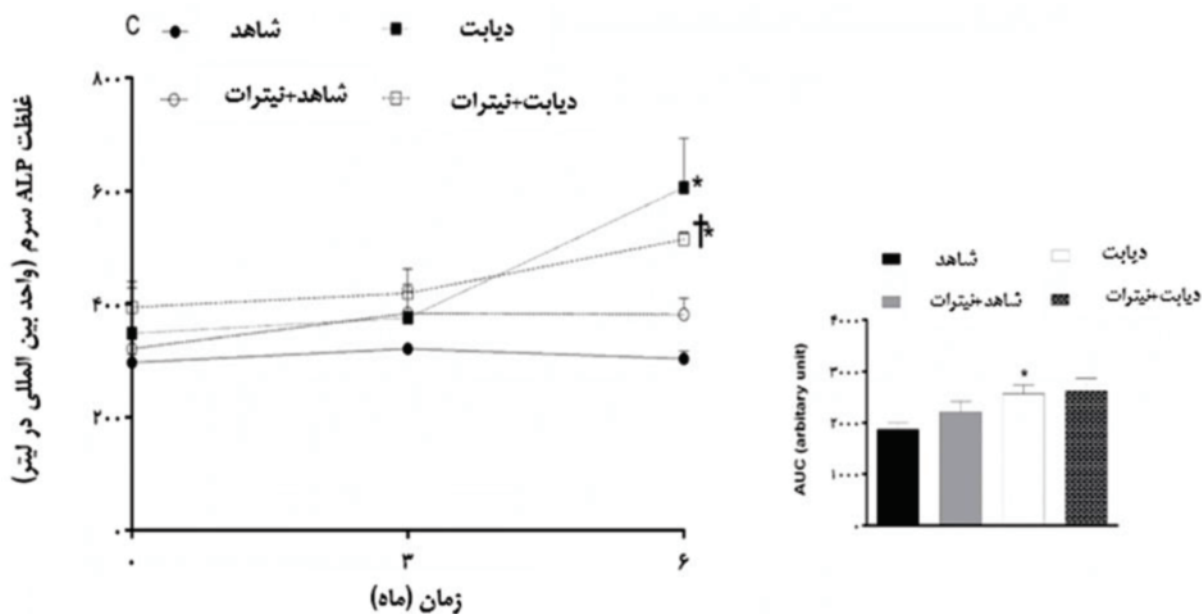 C شاهد دیابت
شاهد+نیترات دیابت+نیترات
غلظت ALP سرم (واحد بین المللی در لیتر)
۸۰۰
۶۰۰
۴۰۰
۲۰۰
۰
*
†*
۰ ۳ ۶
زمان (ماه)
شاهد دیابت
شاهد+نیترات دیابت+نیترات
AUC (arbitary unit)
۴۰۰۰
۳۰۰۰
۲۰۰۰
۱۰۰۰
۰
*